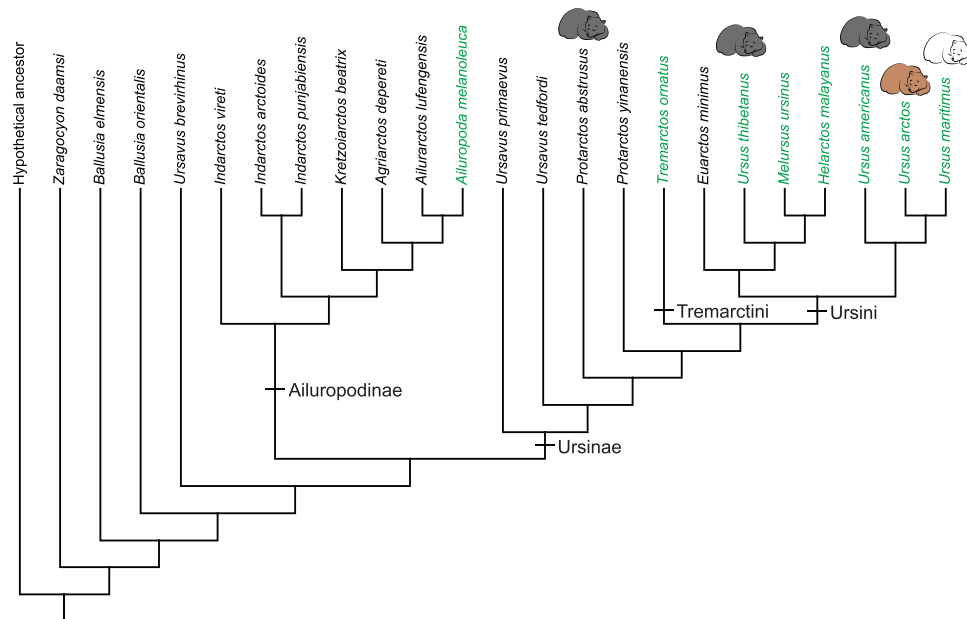 Hypothetical ancestor
Zaragocyon daamsi
Ballusia elmensis
Ballusia orientalis
Ursavus brevirhinus
Indarctos vireti
Indarctos arctoides
Indarctos punjabiensis
Kretzoiarctos beatrix
Agriarctos depereti
Ailurarctos lufengensis
Ailuropoda melanoleuca
Ursavus primaevus
Ursavus tedfordi
Protarctos abstrusus
Protarctos yinanensis
Tremarctos ornatus
Euarctos minimus
Ursus thibetanus
Melursus ursinus
Helarctos malayanus
Ursus americanus
Ursus arctos
Ursus maritimus
Tremarctini
Ursini
Ailuropodinae
Ursinae